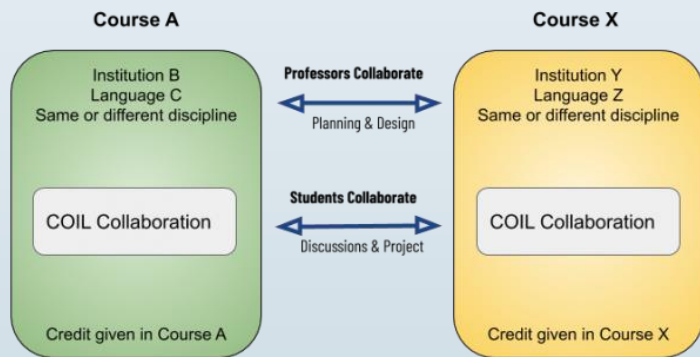 Course A
Course X
Institution B
Language C
Same or different discipline
Professors Collaborate
Planning & Design
Institution Y
Language Z
Same or different discipline
COIL Collaboration
Students Collaborate
Discussions & Project
COIL Collaboration
Credit given in Course A
Credit given in Course X